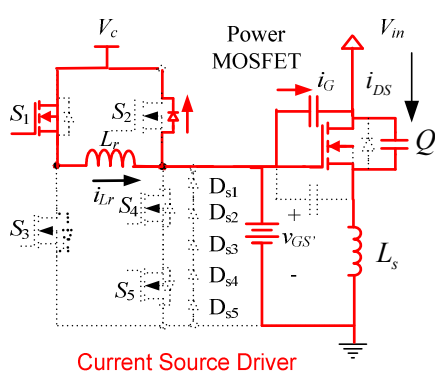 V_c
Power
MOSFET
V_in
i_G
i_DS
S_1
S_2
L_r
Q
i_Lr
D_s1
S_3
S_4
D_s2
+
v_GS'
D_s3
L_s
S_5
D_s4
-
D_s5
Current Source Driver